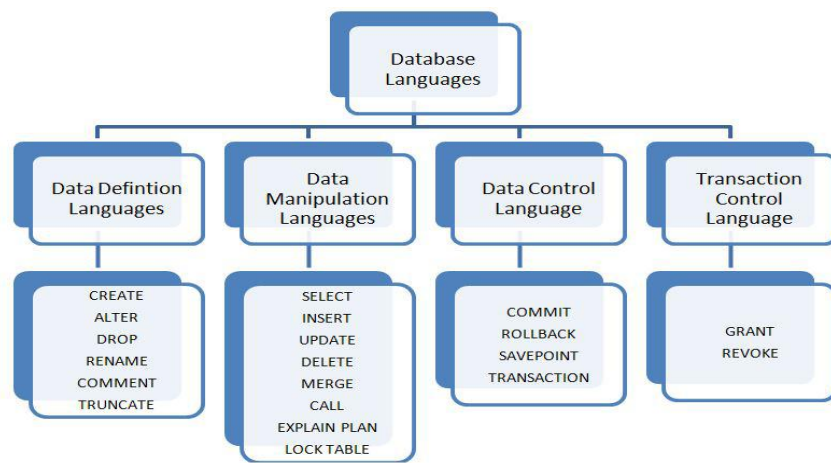 Database
Languages
Data Defintion
Languages
Data
Manipulation
Languages
Data Control
Language
Transaction
Control
Language
CREATE
ALTER
DROP
RENAME
COMMENT
TRUNCATE
SELECT
INSERT
UPDATE
DELETE
MERGE
CALL
EXPLAIN PLAN
LOCK TABLE
COMMIT
ROLLBACK
SAVEPOINT
TRANSACTION
GRANT
REVOKE